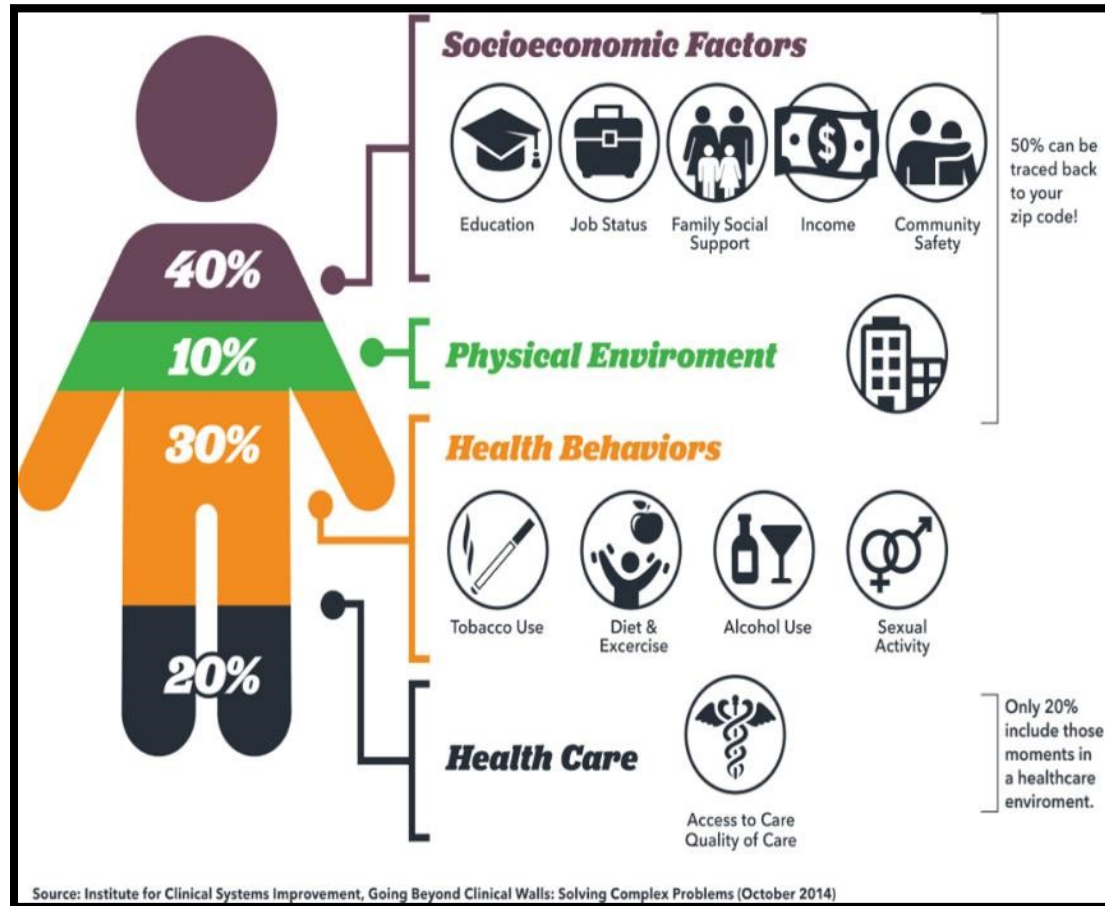 Socioeconomic Factors
Education
Job Status
Family Social
Support
Income
Community
Safety
50% can be
traced back
to your
zip code!
40%
10%
Physical Enviroment
30%
Health Behaviors
Tobacco Use
Diet &
Excercise
Alcohol Use
Sexual
Activity
20%
Health Care
Access to Care
Quality of Care
Only 20%
include those
moments in
a healthcare
enviroment.
Source: Institute for Clinical Systems Improvement, Going Beyond Clinical Walls: Solving Complex Problems (October 2014)